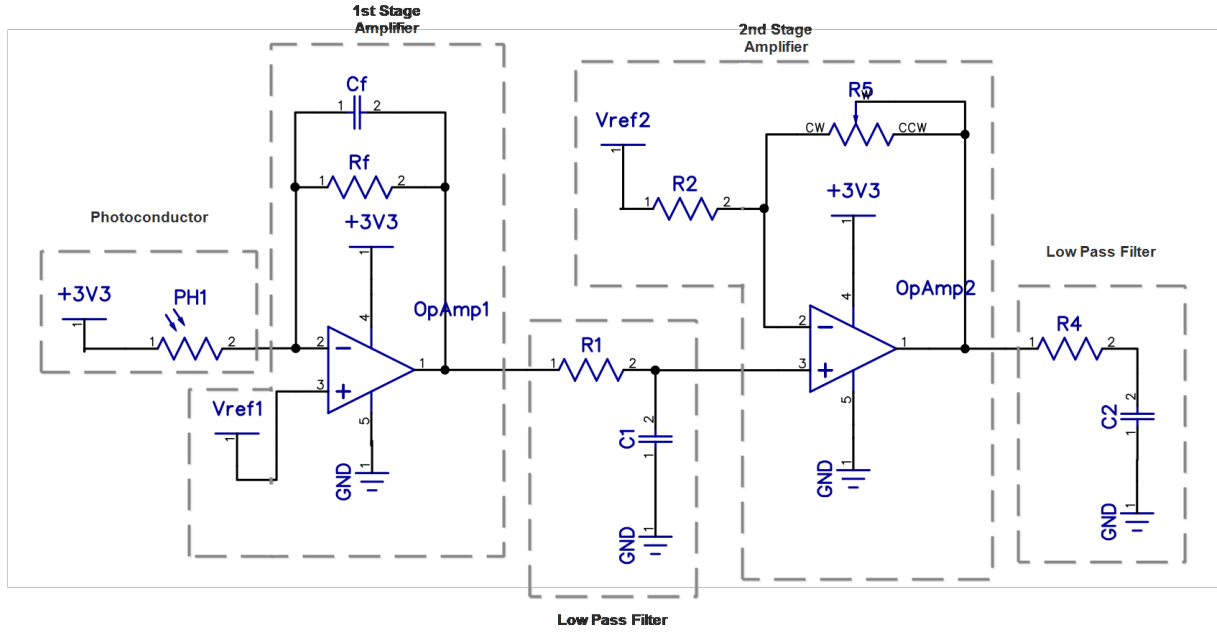 1st Stage
Amplifier
2nd Stage
Amplifier
Cf
1 2
R5
W
Vref2
CW CCW
1
Rf
1 2
R2
1 2
+3V3
1
Photoconductor
+3V3
1
Low Pass Filter
+3V3
1
PH1
1 2
4
OpAmp1
2
1
3
5
Vref1
1
GND
1
R1
1 2
2
C1
1
GND
1
4
OpAmp2
2
1
3
5
GND
1
R4
1 2
2
C2
1
GND
1
Low Pass Filter